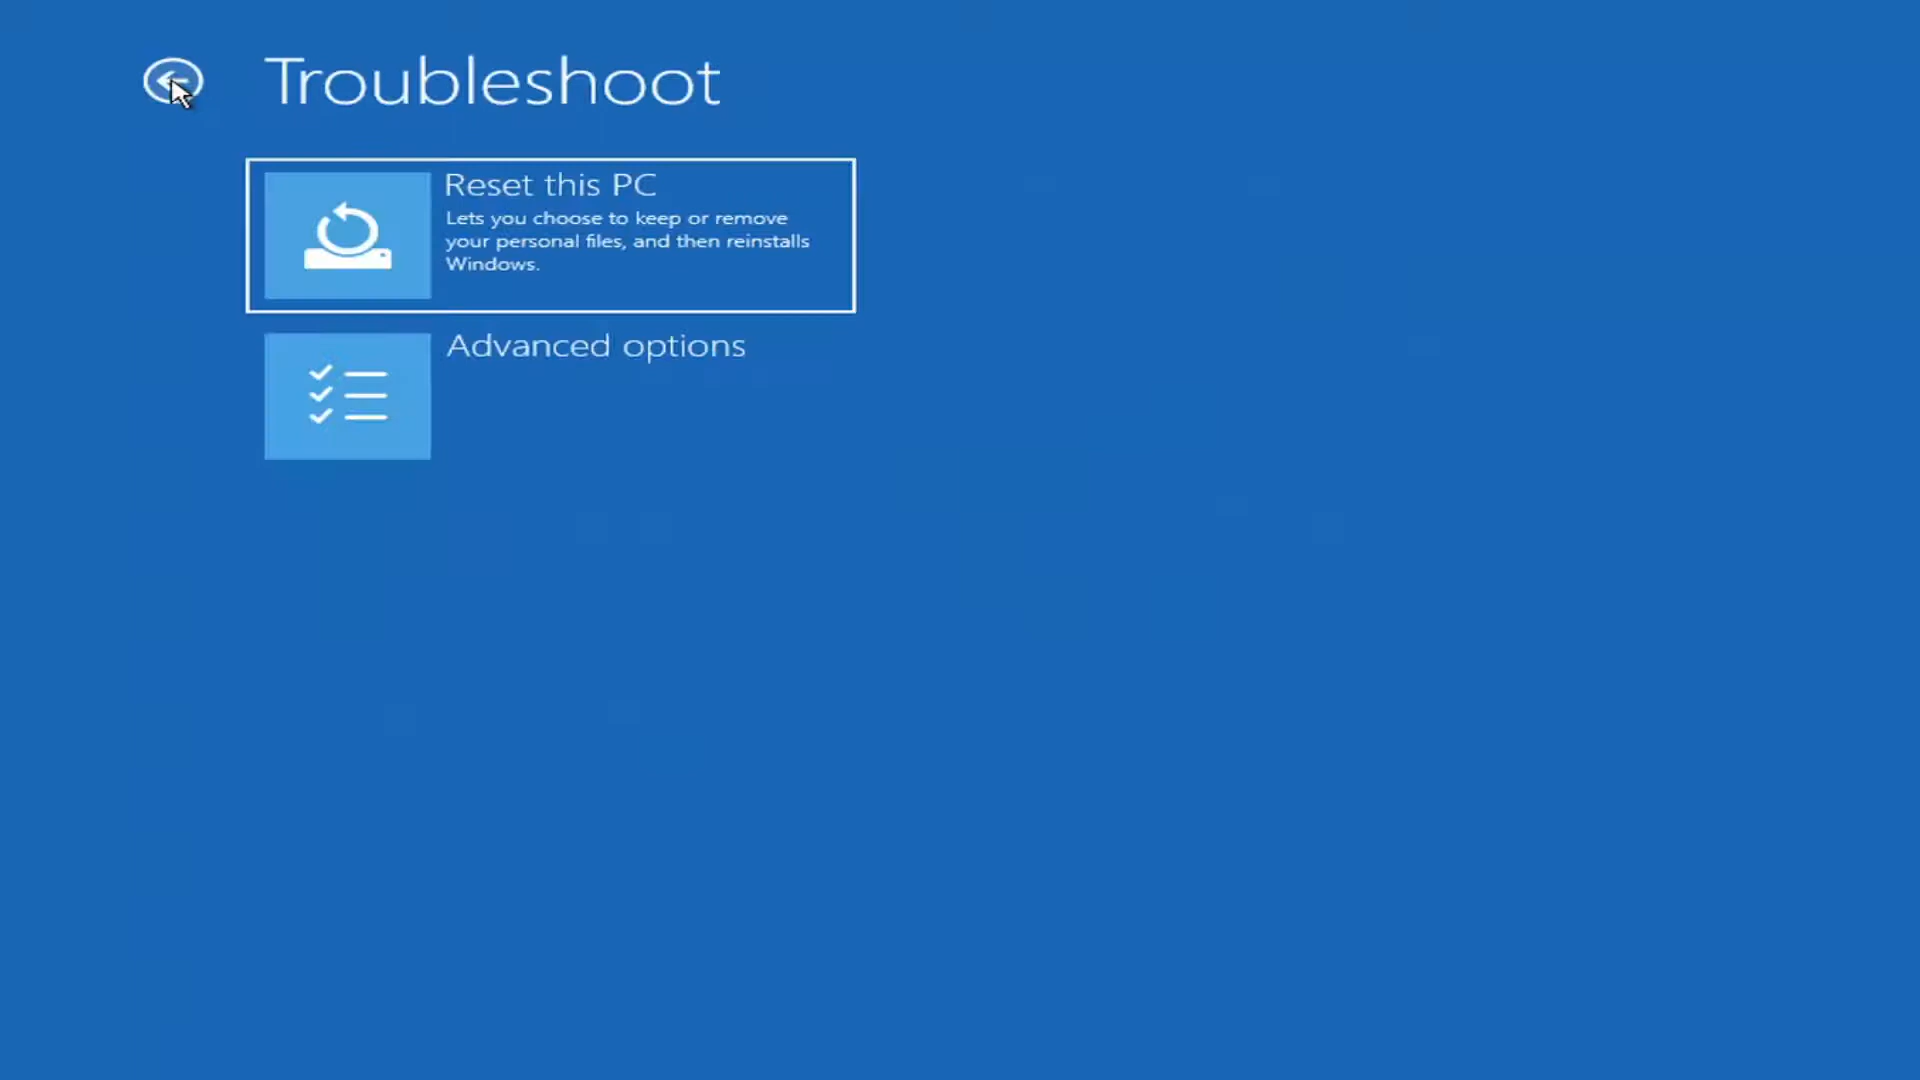 Troubleshoot
Reset this PC
Lets you choose to keep or remove
your personal files, and then reinstalls
Windows.
Advanced options